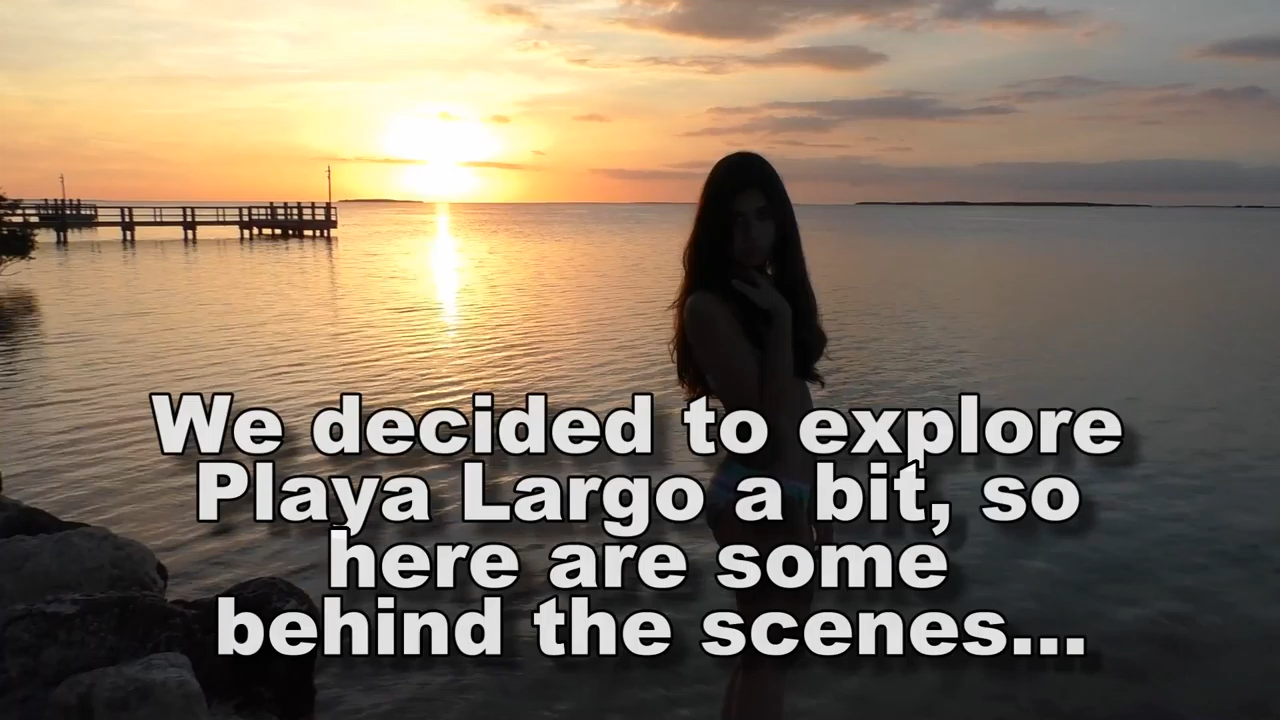 We decided to explore
Playa Largo a bit, so
here are some
behind the scenes...